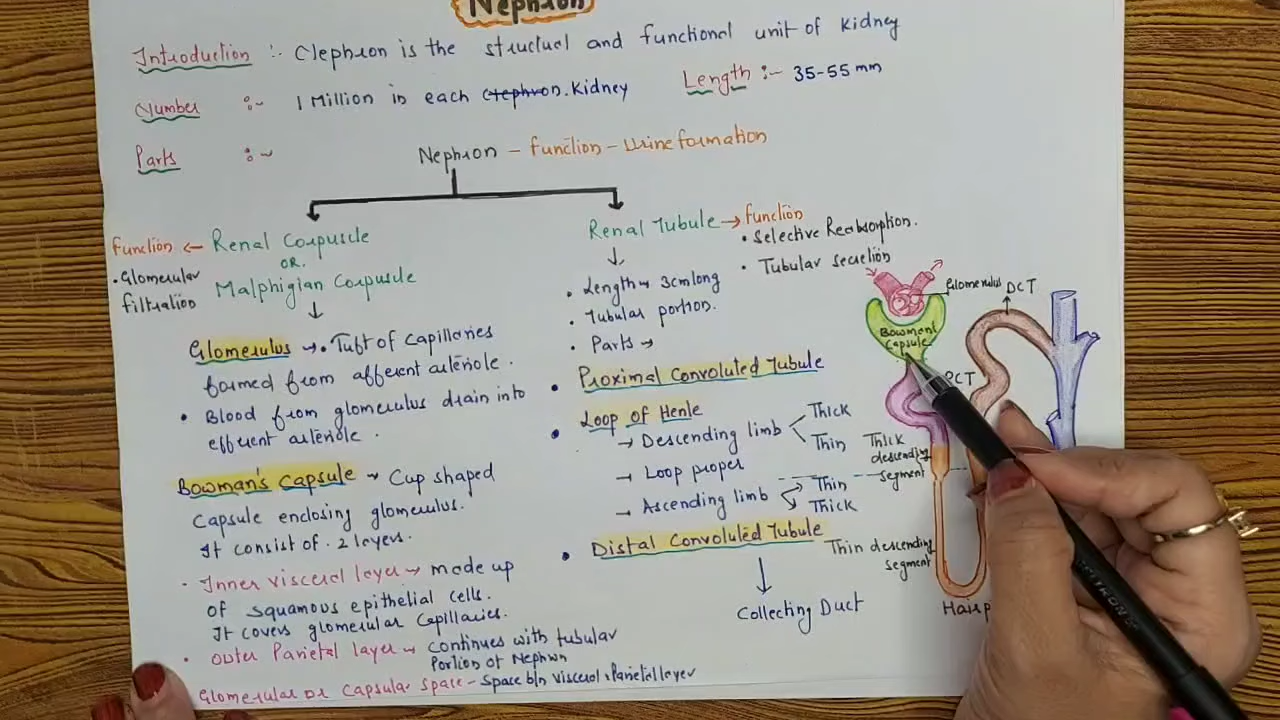 Nephron
Introduction :- Nephron is the structuel and functional unit of kidney
Number :- 1 Million in each Nephron. Kidney Length :- 35-55 mm
Parts :-
Nephron - function - Urine formation
function ← Renal Corpuscle
OR.
Malphigian Corpuscle
• Glomerular
filtration
Glomerulus → • Tuft of Capillaries
formed from afferent arteriole.
• Blood from glomerulus drain into
efferent arteriole.
Bowman's Capsule → Cup shaped
Capsule enclosing glomerulus.
It consist of 2 layers.
• Inner visceral layer → made up
of squamous epithelial cells.
It covers glomerular Capillaries.
• Outer Parietal layer → continues with tubular
Portion of Nephron
Glomerular or Capsular space - space b/n visceral & Parietal layer
Renal Tubule → function
• Selective Reabsorption.
• Tubular secretion
• Length → 3cm long
• Tubular portion.
• Parts →
• Proximal Convoluted Tubule
• Loop of Henle
→ Descending limb
Thick
Thin
→ Loop proper
→ Ascending limb
Thin
Thick
• Distal Convoluted Tubule
Collecting Duct
Glomerulus
DCT
Bowment
Capsule
PCT
Thick
descending
segment
Thin descending
segment
Hairp